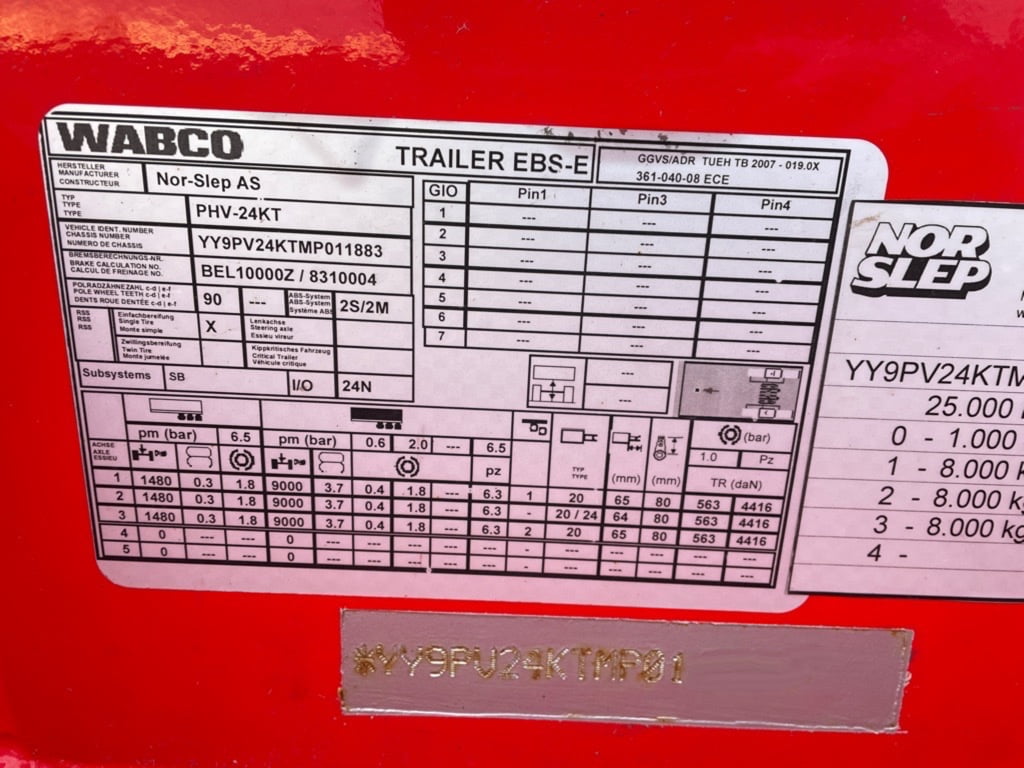 WABCO
TRAILER EBS-E
GGVS/ADR TUEH TB 2007 - 019.0X
361-040-08 ECE
HERSTELLER
MANUFACTURER
CONSTRUCTEUR
Nor-Slep AS
TYP
TYPE
TYPE
PHV-24KT
VEHICLE IDENT. NUMBER
CHASSIS NUMBER
NUMERO DE CHASSIS
YY9PV24KTMP011883
BREMSBERECHNUNGS-NR.
BRAKE CALCULATION NO.
CALCUL DE FREINAGE NO.
BEL10000Z / 8310004
POLRADZÄHNEZAHL c-d | e-f
POLE WHEEL TEETH c-d | e-f
DENTS ROUE DENTÉE c-d | e-f
90 ---
ABS-System
ABS-System
Système ABS
2S/2M
RSS
RSS
RSS
Einfachbereifung
Single Tire
Monte simple
X
Lenkachse
Steering axle
Essieu vireur
Zwillingsbereifung
Twin Tire
Monte jumelée
Kippkritisches Fahrzeug
Critical Trailer
Véhicule critique
Subsystems SB I/O 24N
GIO Pin1 Pin3 Pin4
1 --- --- ---
2 --- --- ---
3 --- --- ---
4 --- --- ---
5 --- --- ---
6 --- --- ---
7 --- --- ---
---
---
ACHSE
AXLE
ESSIEU
pm (bar) 6.5 pm (bar) 0.6 2.0 --- 6.5
pz
TYP
TYPE
(mm) (mm)
(bar)
1.0 Pz
TR (daN)
1 1480 0.3 1.8 9000 3.7 0.4 1.8 --- 6.3 1 20 65 80 563 4416
2 1480 0.3 1.8 9000 3.7 0.4 1.8 --- 6.3 - 20 / 24 64 80 563 4416
3 1480 0.3 1.8 9000 3.7 0.4 1.8 --- 6.3 2 20 65 80 563 4416
4 0 --- --- 0 --- --- --- --- --- - --- --- --- --- ---
5 0 --- --- 0 --- --- --- --- --- - --- --- --- --- ---
NOR
SLEP
YY9PV24KTM
25.000
0 - 1.000
1 - 8.000 k
2 - 8.000 kg
3 - 8.000 kg
4 -
*YY9PV24KTMP01